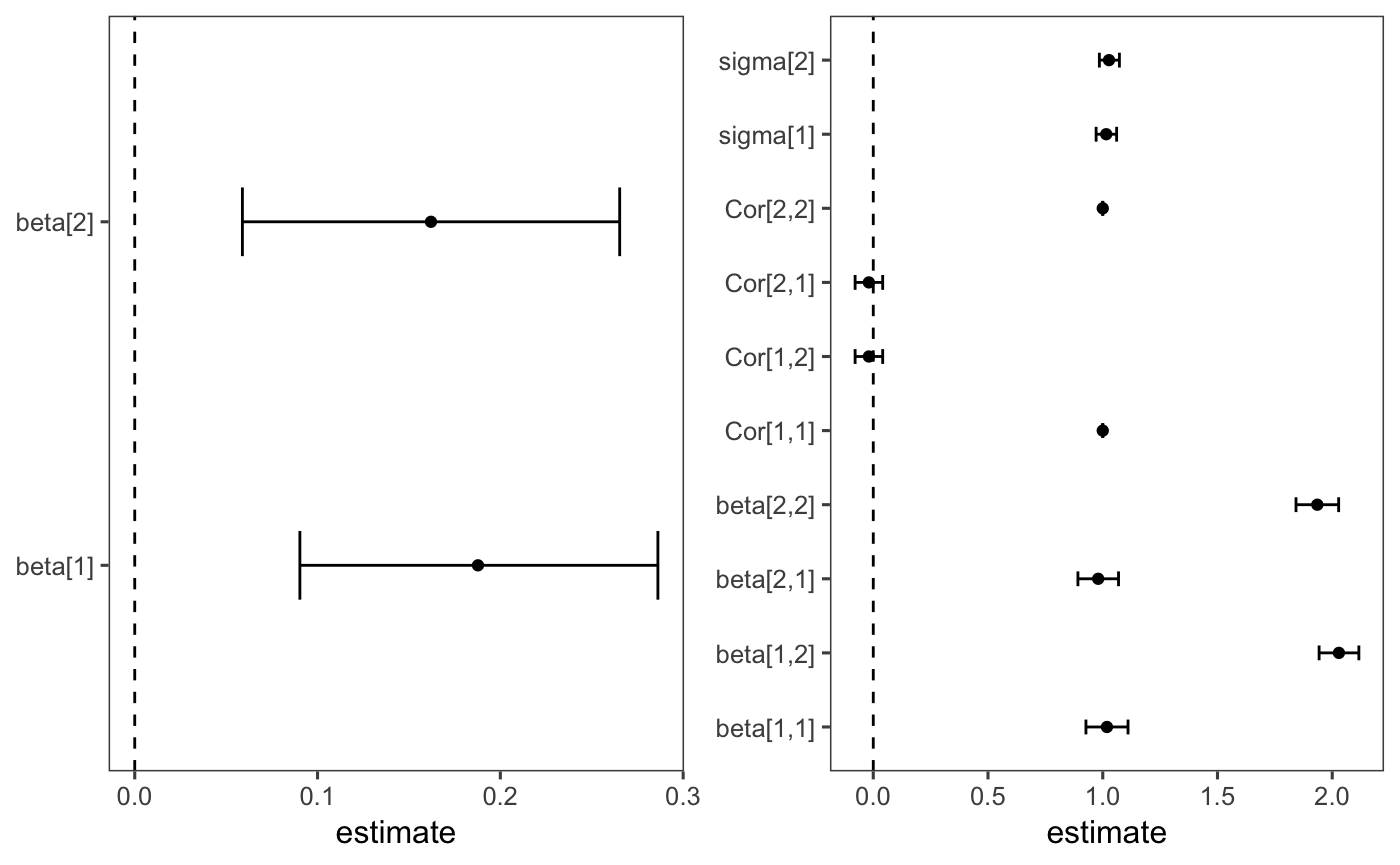 beta[2]
beta[1]
0.0 0.1 0.2 0.3
estimate
sigma[2]
sigma[1]
Cor[2,2]
Cor[2,1]
Cor[1,2]
Cor[1,1]
beta[2,2]
beta[2,1]
beta[1,2]
beta[1,1]
0.0 0.5 1.0 1.5 2.0
estimate